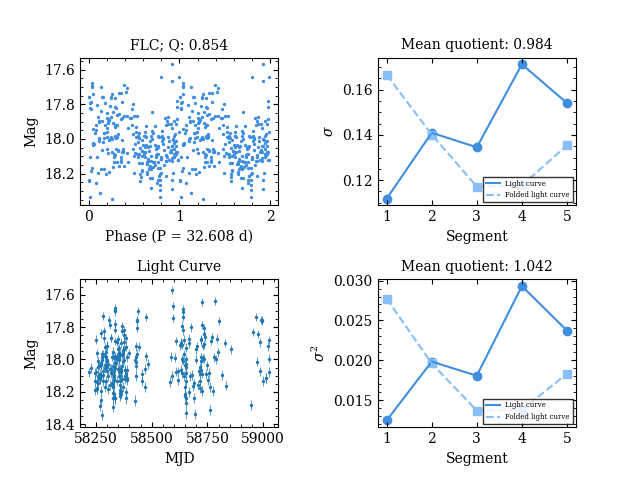 FLC; Q: 0.854
Mag
17.6
17.8
18.0
18.2
0
1
2
Phase (P = 32.608 d)
Mean quotient: 0.984
σ
0.16
0.14
0.12
Light curve
Folded light curve
1
2
3
4
5
Segment
Light Curve
Mag
17.6
17.8
18.0
18.2
18.4
58250
58500
58750
59000
MJD
Mean quotient: 1.042
σ²
0.030
0.025
0.020
0.015
Light curve
Folded light curve
1
2
3
4
5
Segment